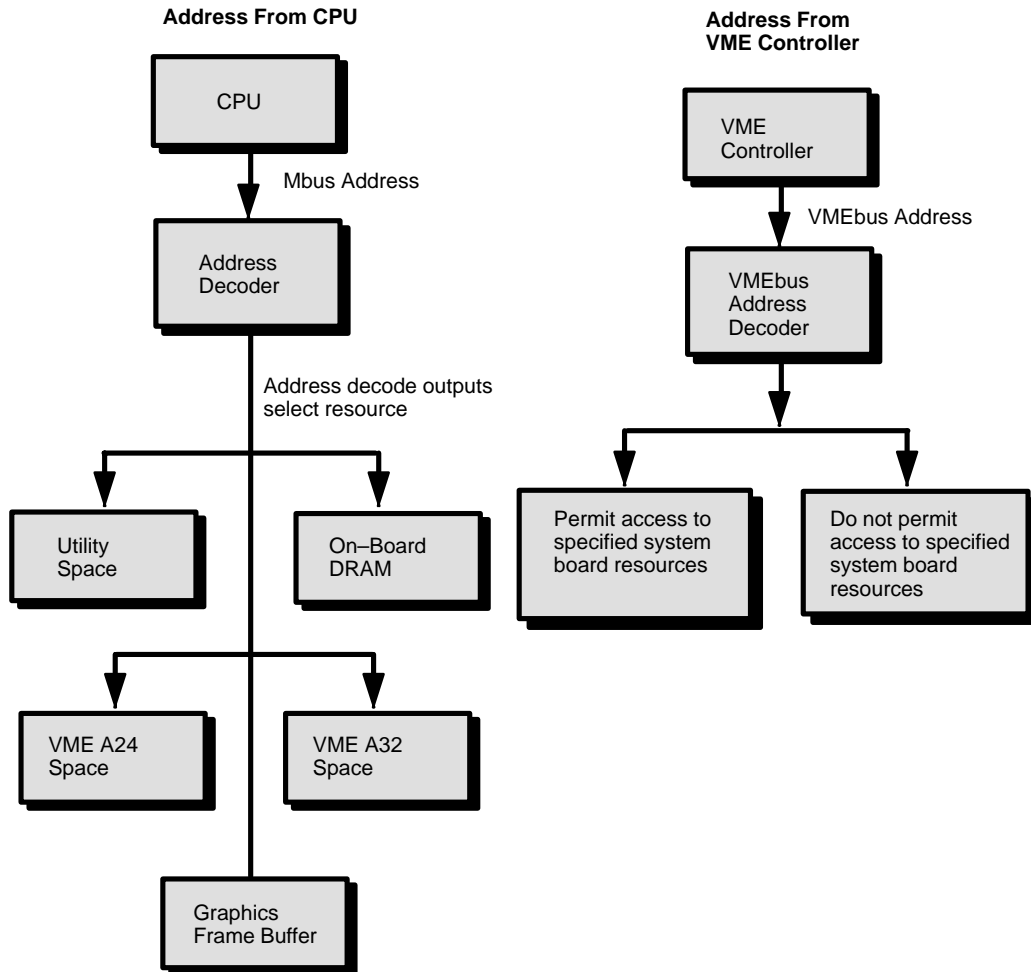 Address From CPU
CPU
Mbus Address
Address
Decoder
Address decode outputs
select resource
Utility
Space
On–Board
DRAM
VME A24
Space
VME A32
Space
Graphics
Frame Buffer
Address From
VME Controller
VME
Controller
VMEbus Address
VMEbus
Address
Decoder
Permit access to
specified system
board resources
Do not permit
access to specified
system board
resources